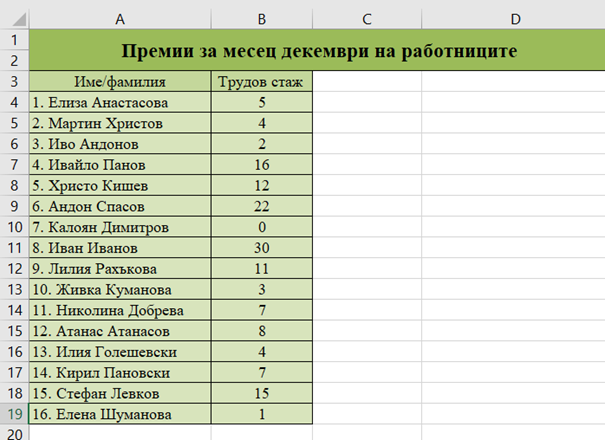 A B C D
1
2 Премии за месец декември на работниците
3 Име/фамилия Трудов стаж
4 1. Елиза Анастасова 5
5 2. Мартин Христов 4
6 3. Иво Андонов 2
7 4. Ивайло Панов 16
8 5. Христо Кишев 12
9 6. Андон Спасов 22
10 7. Калоян Димитров 0
11 8. Иван Иванов 30
12 9. Лилия Рахъкова 11
13 10. Живка Куманова 3
14 11. Николина Добрева 7
15 12. Атанас Атанасов 8
16 13. Илия Голешевски 4
17 14. Кирил Пановски 7
18 15. Стефан Левков 15
19 16. Елена Шуманова 1
20